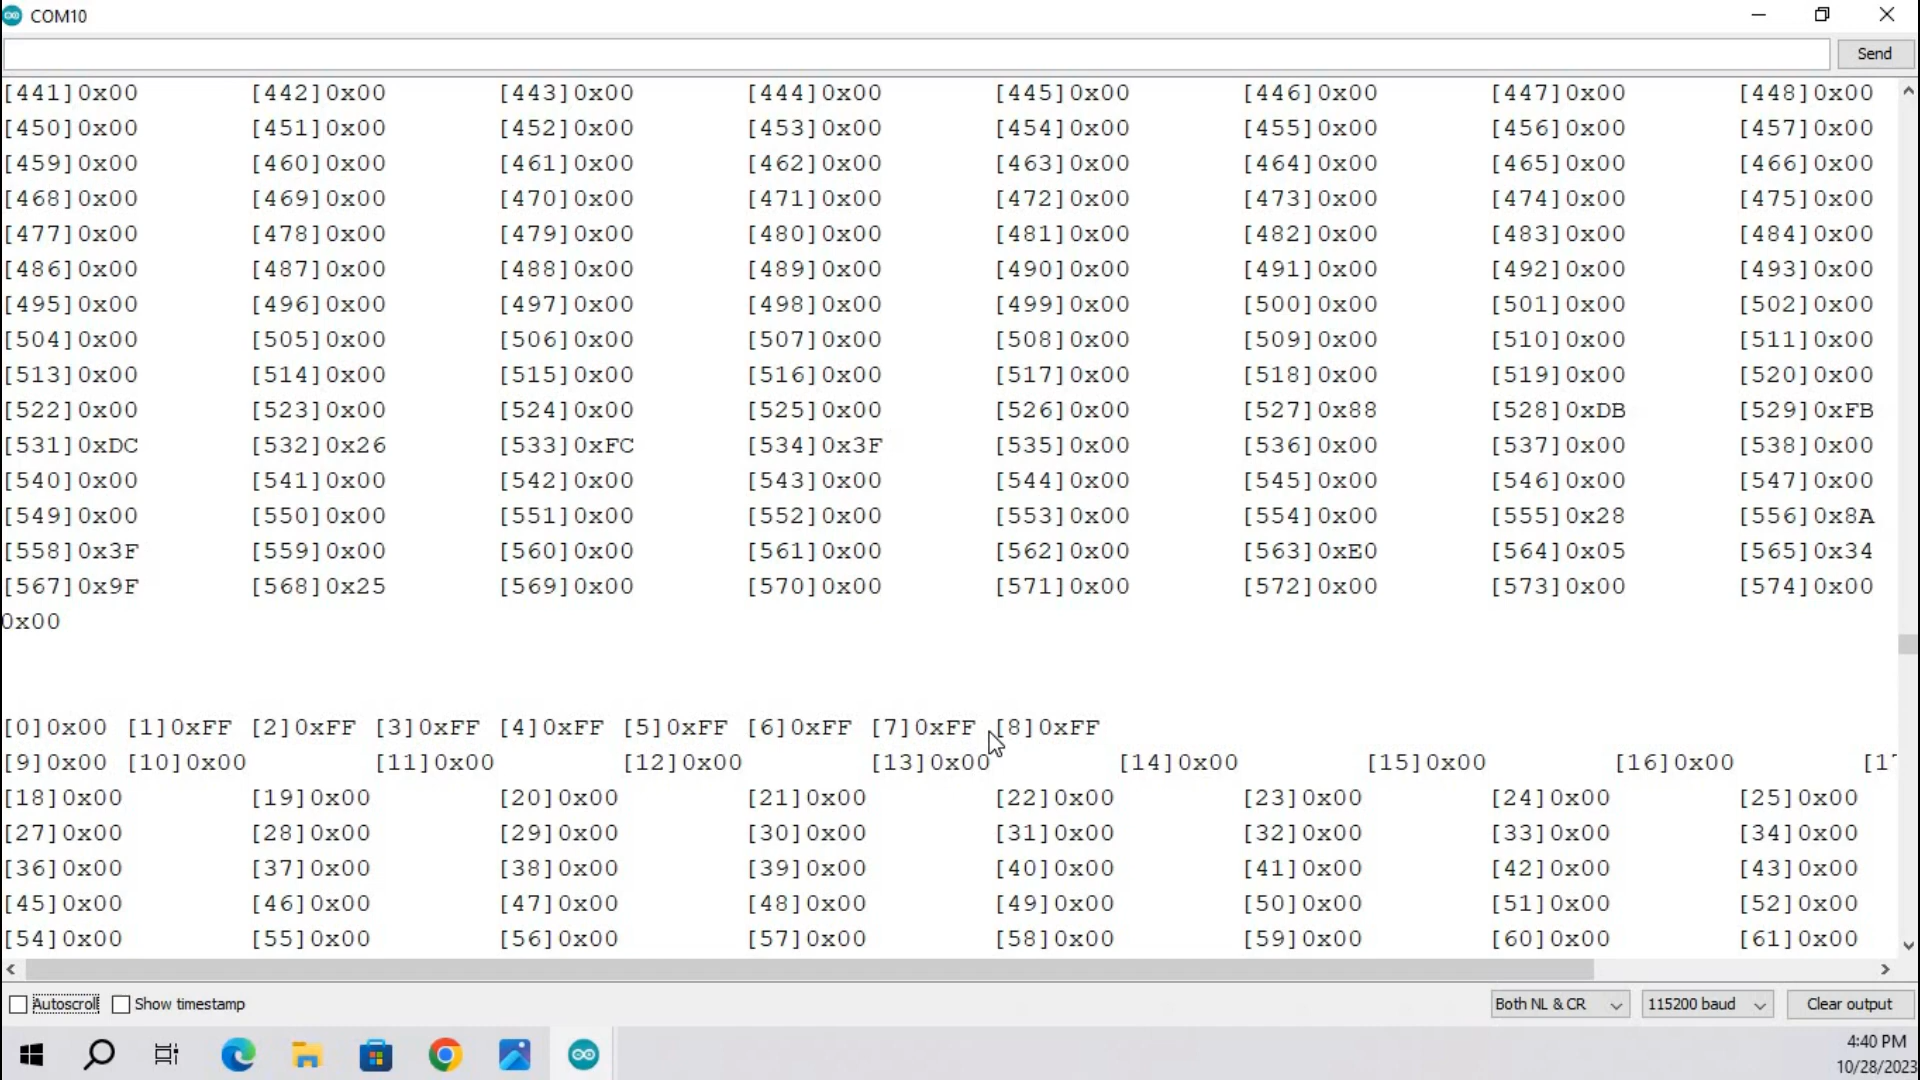 COM10
Send
[441]0x00 [442]0x00 [443]0x00 [444]0x00 [445]0x00 [446]0x00 [447]0x00 [448]0x00
[450]0x00 [451]0x00 [452]0x00 [453]0x00 [454]0x00 [455]0x00 [456]0x00 [457]0x00
[459]0x00 [460]0x00 [461]0x00 [462]0x00 [463]0x00 [464]0x00 [465]0x00 [466]0x00
[468]0x00 [469]0x00 [470]0x00 [471]0x00 [472]0x00 [473]0x00 [474]0x00 [475]0x00
[477]0x00 [478]0x00 [479]0x00 [480]0x00 [481]0x00 [482]0x00 [483]0x00 [484]0x00
[486]0x00 [487]0x00 [488]0x00 [489]0x00 [490]0x00 [491]0x00 [492]0x00 [493]0x00
[495]0x00 [496]0x00 [497]0x00 [498]0x00 [499]0x00 [500]0x00 [501]0x00 [502]0x00
[504]0x00 [505]0x00 [506]0x00 [507]0x00 [508]0x00 [509]0x00 [510]0x00 [511]0x00
[513]0x00 [514]0x00 [515]0x00 [516]0x00 [517]0x00 [518]0x00 [519]0x00 [520]0x00
[522]0x00 [523]0x00 [524]0x00 [525]0x00 [526]0x00 [527]0x88 [528]0xDB [529]0xFB
[531]0xDC [532]0x26 [533]0xFC [534]0x3F [535]0x00 [536]0x00 [537]0x00 [538]0x00
[540]0x00 [541]0x00 [542]0x00 [543]0x00 [544]0x00 [545]0x00 [546]0x00 [547]0x00
[549]0x00 [550]0x00 [551]0x00 [552]0x00 [553]0x00 [554]0x00 [555]0x28 [556]0x8A
[558]0x3F [559]0x00 [560]0x00 [561]0x00 [562]0x00 [563]0xE0 [564]0x05 [565]0x34
[567]0x9F [568]0x25 [569]0x00 [570]0x00 [571]0x00 [572]0x00 [573]0x00 [574]0x00
0x00
[0]0x00 [1]0xFF [2]0xFF [3]0xFF [4]0xFF [5]0xFF [6]0xFF [7]0xFF [8]0xFF
[9]0x00 [10]0x00 [11]0x00 [12]0x00 [13]0x00 [14]0x00 [15]0x00 [16]0x00
[18]0x00 [19]0x00 [20]0x00 [21]0x00 [22]0x00 [23]0x00 [24]0x00 [25]0x00
[27]0x00 [28]0x00 [29]0x00 [30]0x00 [31]0x00 [32]0x00 [33]0x00 [34]0x00
[36]0x00 [37]0x00 [38]0x00 [39]0x00 [40]0x00 [41]0x00 [42]0x00 [43]0x00
[45]0x00 [46]0x00 [47]0x00 [48]0x00 [49]0x00 [50]0x00 [51]0x00 [52]0x00
[54]0x00 [55]0x00 [56]0x00 [57]0x00 [58]0x00 [59]0x00 [60]0x00 [61]0x00
Autoscroll Show timestamp Both NL & CR 115200 baud Clear output
4:40 PM
10/28/2023